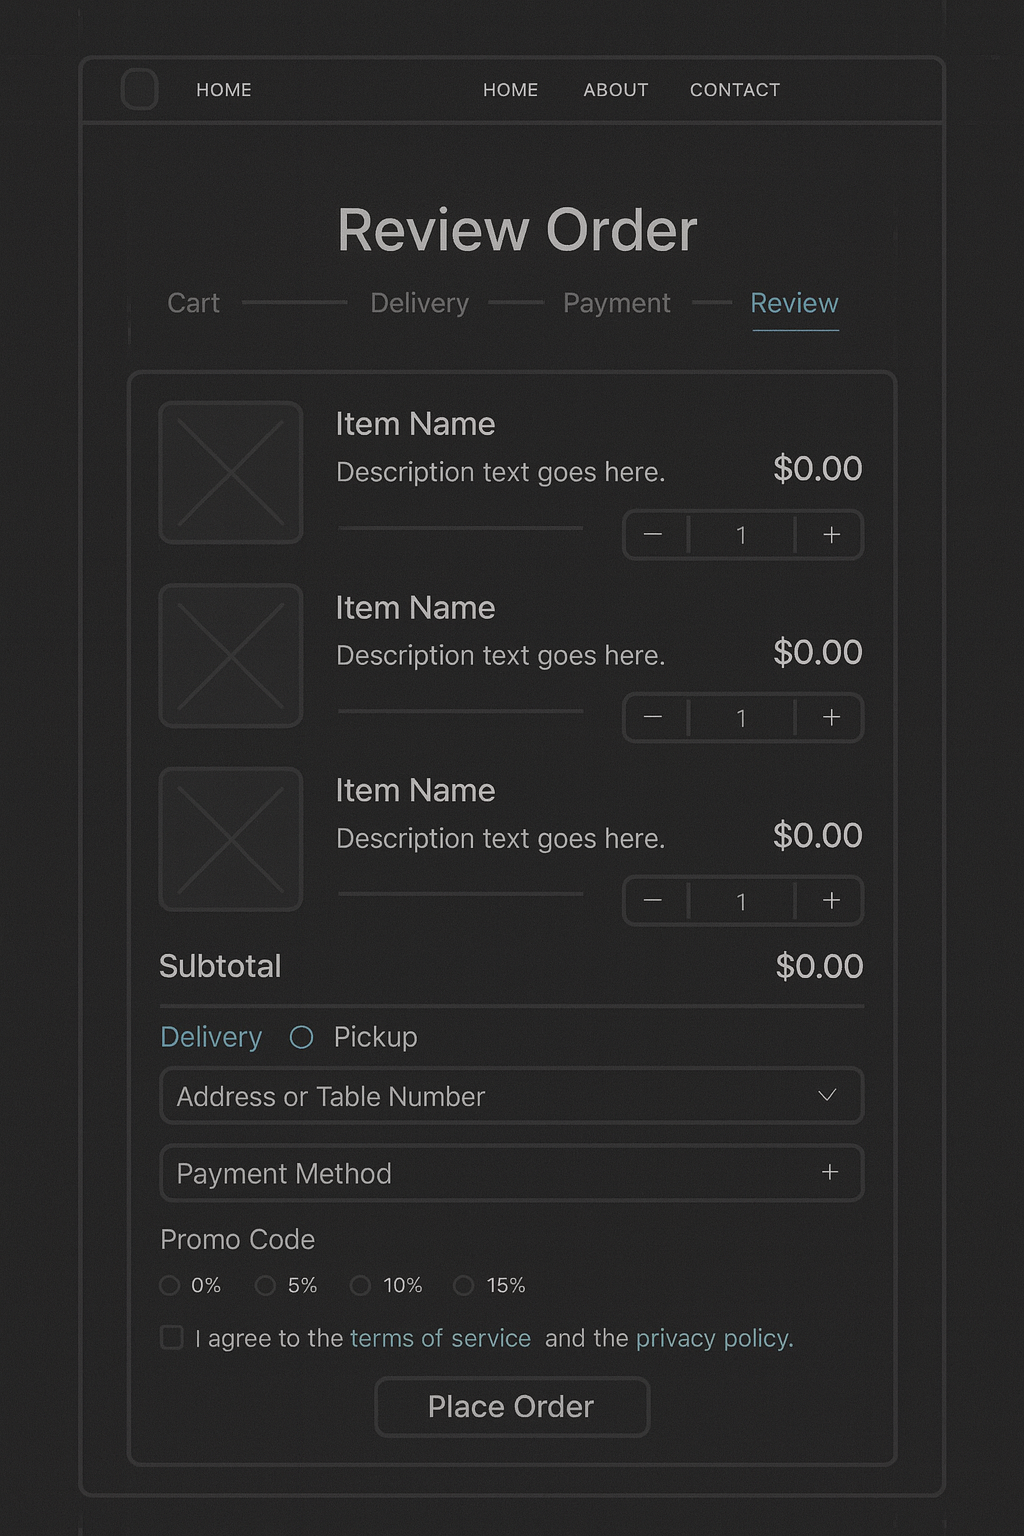 HOME HOME ABOUT CONTACT
Review Order
Cart Delivery Payment Review
Item Name
Description text goes here. $0.00
− 1 +
Item Name
Description text goes here. $0.00
− 1 +
Item Name
Description text goes here. $0.00
− 1 +
Subtotal $0.00
Delivery Pickup
Address or Table Number
Payment Method +
Promo Code
0% 5% 10% 15%
I agree to the terms of service and the privacy policy.
Place Order